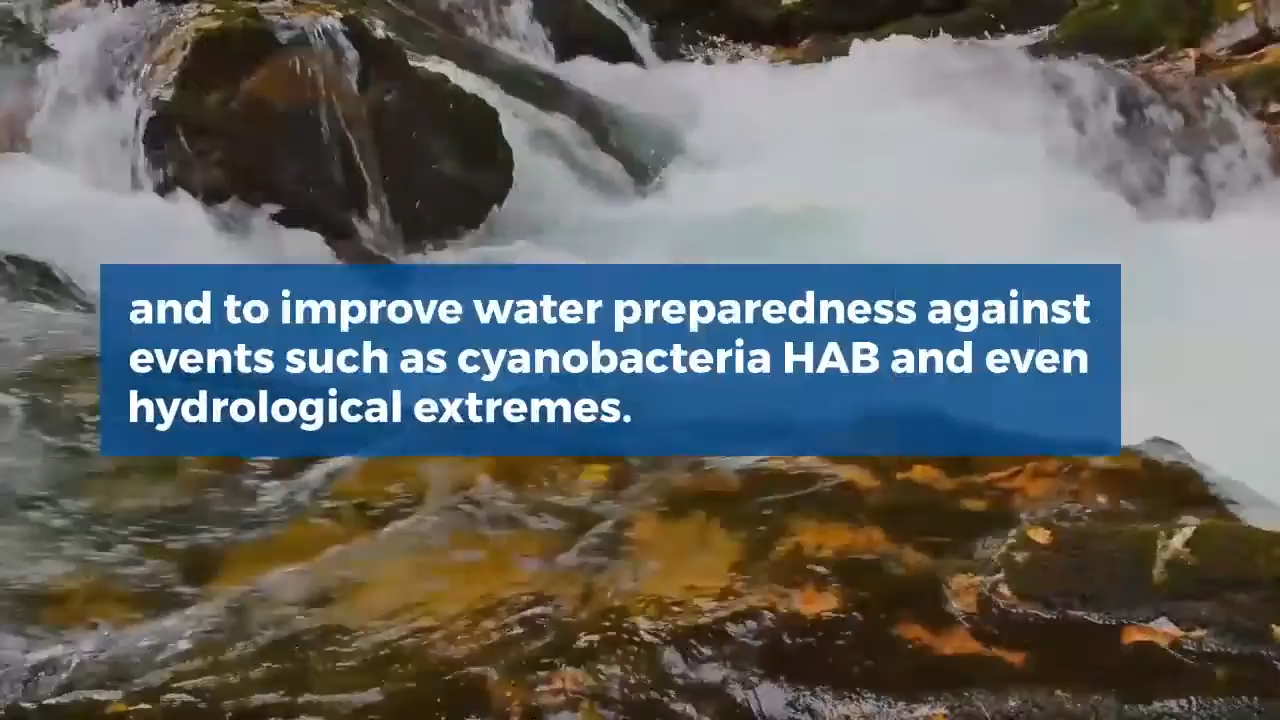 and to improve water preparedness against
events such as cyanobacteria HAB and even
hydrological extremes.